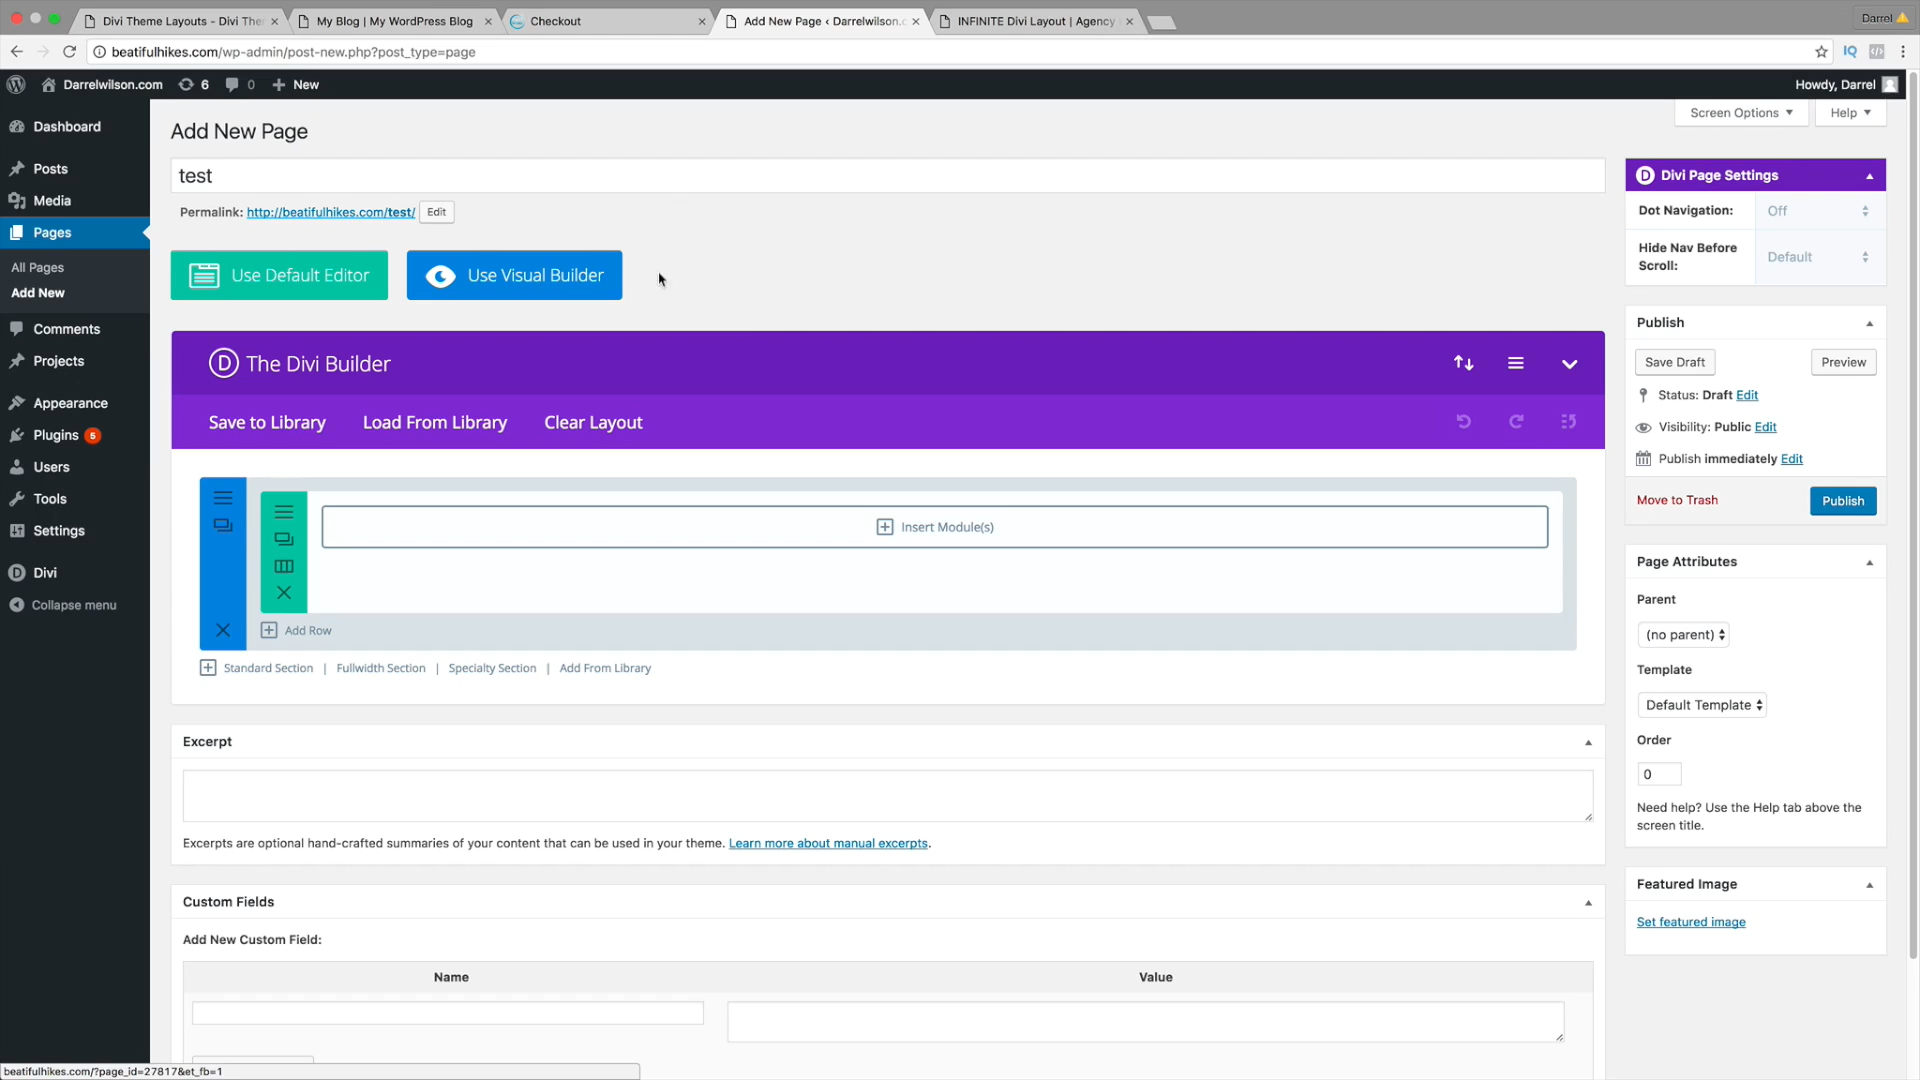 Divi Theme Layouts - Divi Ther
My Blog | My WordPress Blog
Checkout
Add New Page ‹ Darrelwilson.c
INFINITE Divi Layout | Agency
Darrel
beatifulhikes.com/wp-admin/post-new.php?post_type=page
IQ
Darrelwilson.com
6
0
New
Howdy, Darrel
Dashboard
Posts
Media
Pages
All Pages
Add New
Comments
Projects
Appearance
Plugins 5
Users
Tools
Settings
Divi
Collapse menu
Add New Page
Screen Options
Help
test
Permalink: http://beatifulhikes.com/test/ Edit
Use Default Editor
Use Visual Builder
D The Divi Builder
Save to Library
Load From Library
Clear Layout
Insert Module(s)
Add Row
Standard Section | Fullwidth Section | Specialty Section | Add From Library
Excerpt
Excerpts are optional hand-crafted summaries of your content that can be used in your theme. Learn more about manual excerpts.
Custom Fields
Add New Custom Field:
Name
Value
D Divi Page Settings
Dot Navigation: Off
Hide Nav Before
Scroll:
Default
Publish
Save Draft
Preview
Status: Draft Edit
Visibility: Public Edit
Publish immediately Edit
Move to Trash
Publish
Page Attributes
Parent
(no parent)
Template
Default Template
Order
0
Need help? Use the Help tab above the
screen title.
Featured Image
Set featured image
beatifulhikes.com/?page_id=27817&et_fb=1